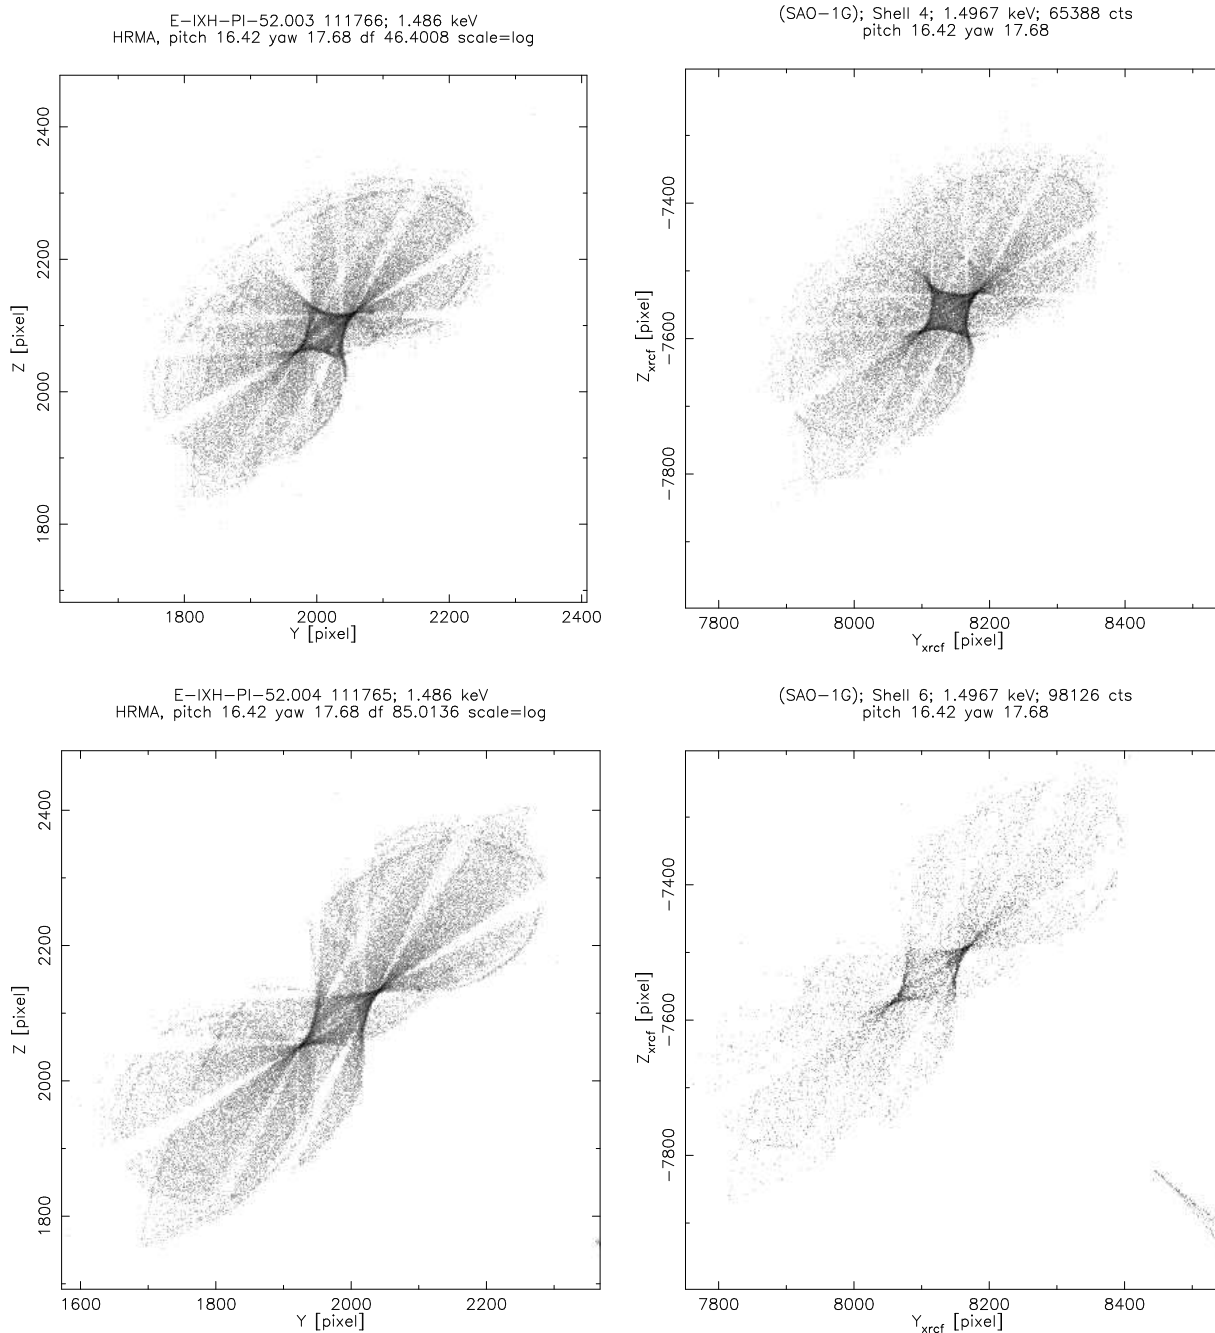 E-IXH-PI-52.003 111766; 1.486 keV
HRMA, pitch 16.42 yaw 17.68 df 46.4008 scale=log
(SAO-1G); Shell 4; 1.4967 keV; 65388 cts
pitch 16.42 yaw 17.68
2400
2200
2000
1800
Z [pixel]
1800 2000 2200 2400
Y [pixel]
-7400
-7600
-7800
Zxrcf [pixel]
7800 8000 8200 8400
Yxrcf [pixel]
E-IXH-PI-52.004 111765; 1.486 keV
HRMA, pitch 16.42 yaw 17.68 df 85.0136 scale=log
(SAO-1G); Shell 6; 1.4967 keV; 98126 cts
pitch 16.42 yaw 17.68
2400
2200
2000
1800
Z [pixel]
1600 1800 2000 2200
Y [pixel]
-7400
-7600
-7800
Zxrcf [pixel]
7800 8000 8200 8400
Yxrcf [pixel]